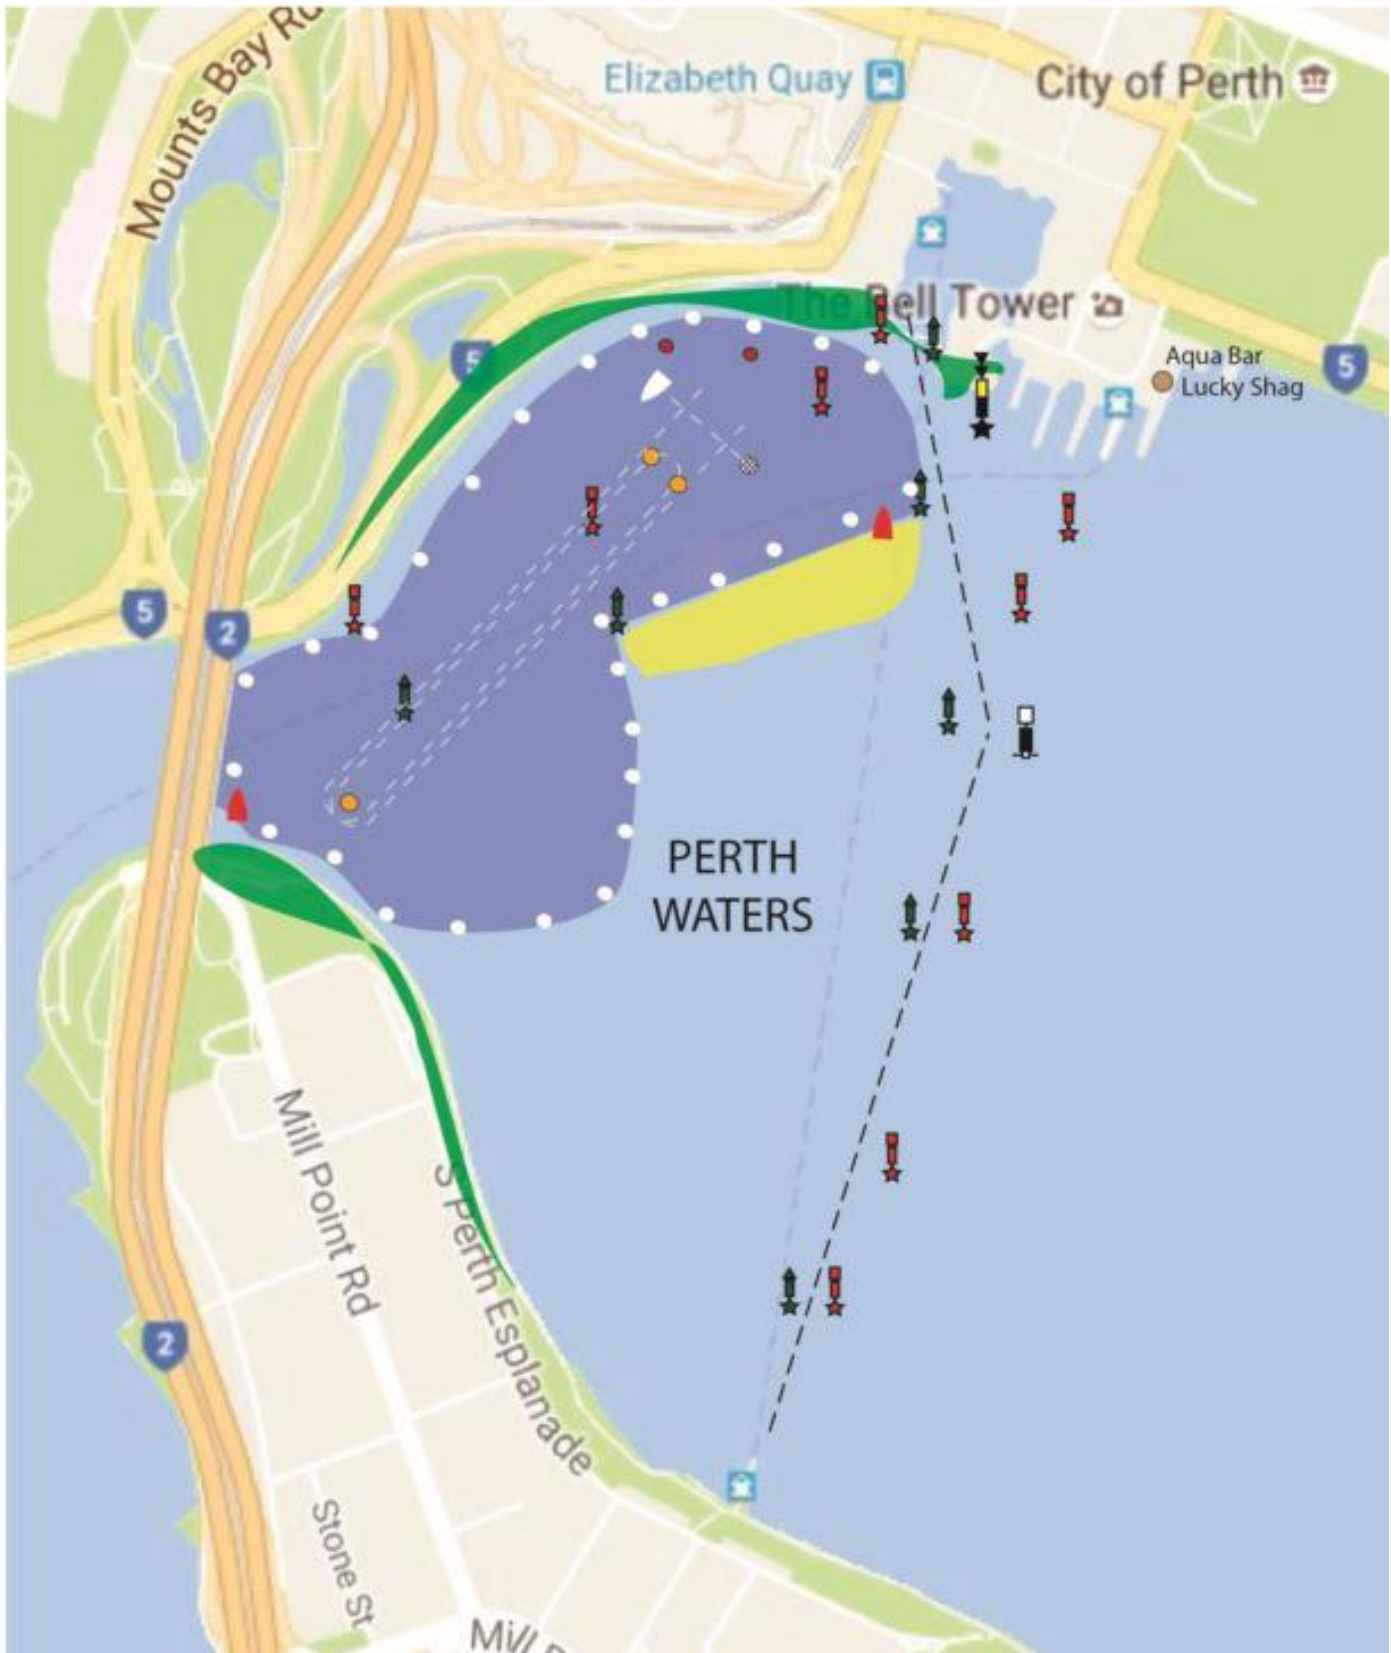 Mounts Bay Rd
Elizabeth Quay
City of Perth
The Bell Tower
Aqua Bar
Lucky Shag
5
5
5
2
PERTH
WATERS
Mill Point Rd
S Perth Esplanade
2
Stone St
Mill